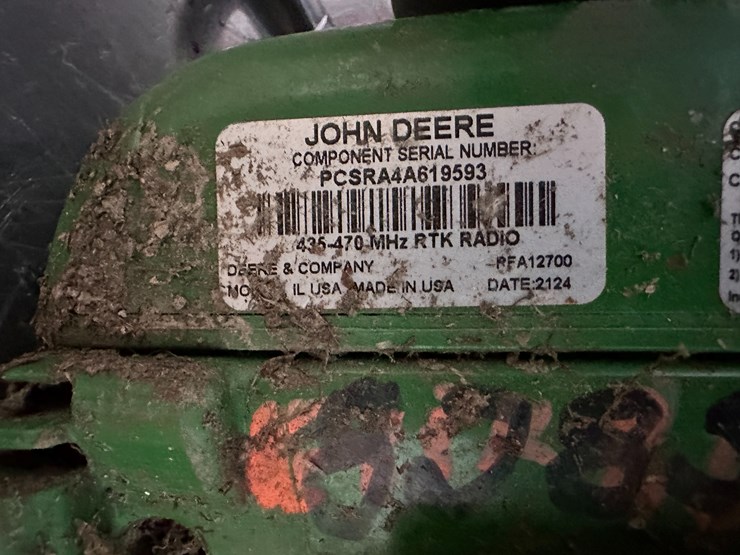 JOHN DEERE
COMPONENT SERIAL NUMBER:
PCSRA4A619593
435-470 MHz RTK RADIO
DEERE & COMPANY PFA12700
IL USA MADE IN USA DATE:2124